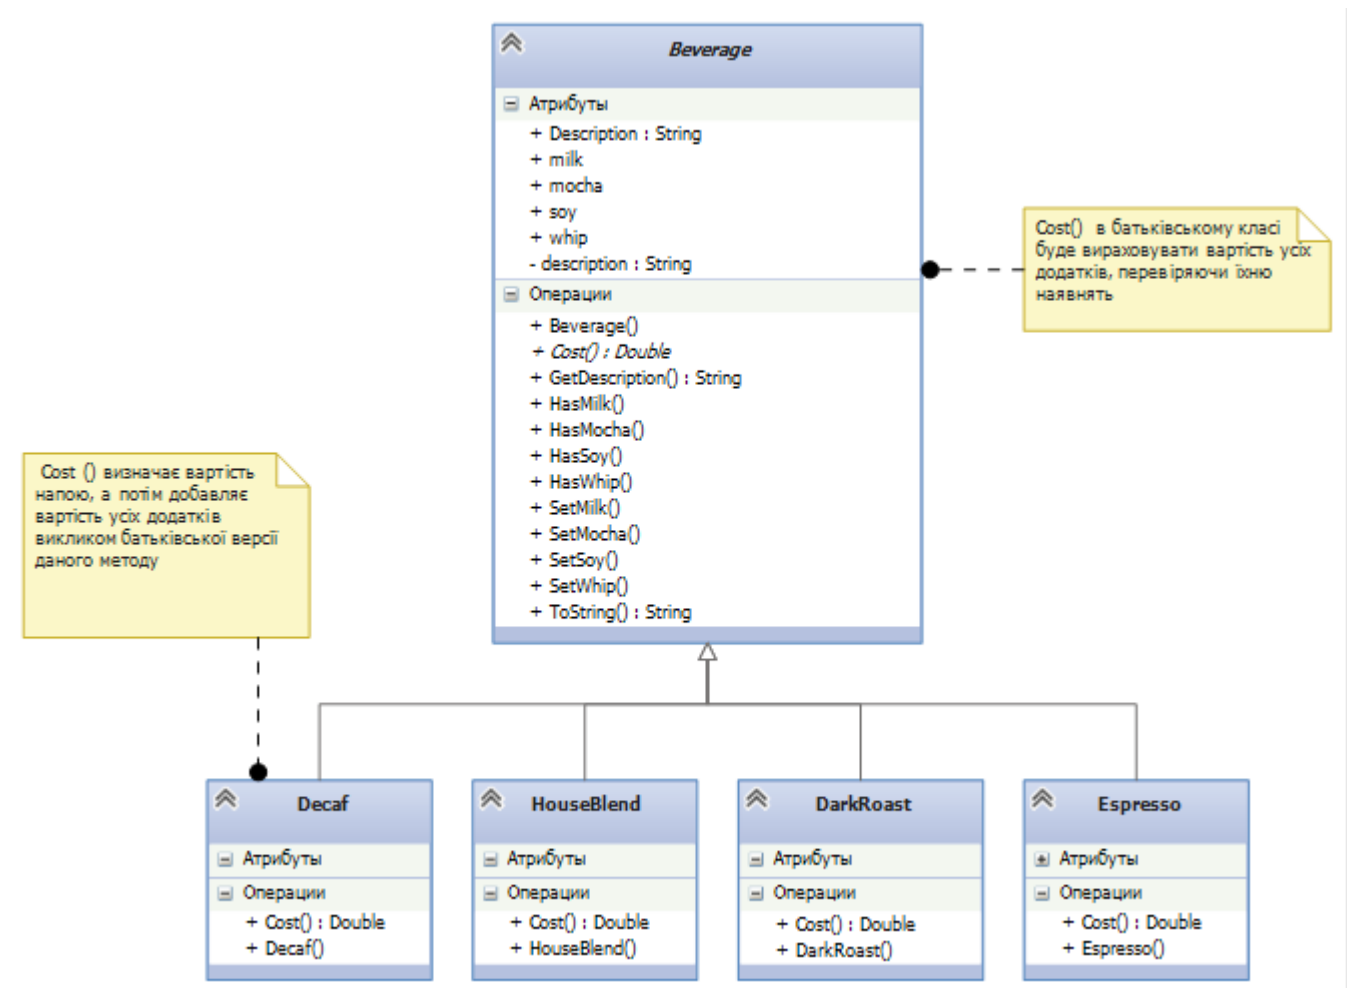 Beverage
Атрибуты
+ Description : String
+ milk
+ mocha
+ soy
+ whip
- description : String
Операции
+ Beverage()
+ Cost() : Double
+ GetDescription() : String
+ HasMilk()
+ HasMocha()
+ HasSoy()
+ HasWhip()
+ SetMilk()
+ SetMocha()
+ SetSoy()
+ SetWhip()
+ ToString() : String
Cost() в батьківському класі
буде вираховувати вартість усіх
додатків, перевіряючи їхню
наявнять
Cost () визначає вартість
напою, а потім добавляє
вартість усіх додатків
викликом батьківської версії
даного методу
Decaf
Атрибуты
Операции
+ Cost() : Double
+ Decaf()
HouseBlend
Атрибуты
Операции
+ Cost() : Double
+ HouseBlend()
DarkRoast
Атрибуты
Операции
+ Cost() : Double
+ DarkRoast()
Espresso
Атрибуты
Операции
+ Cost() : Double
+ Espresso()